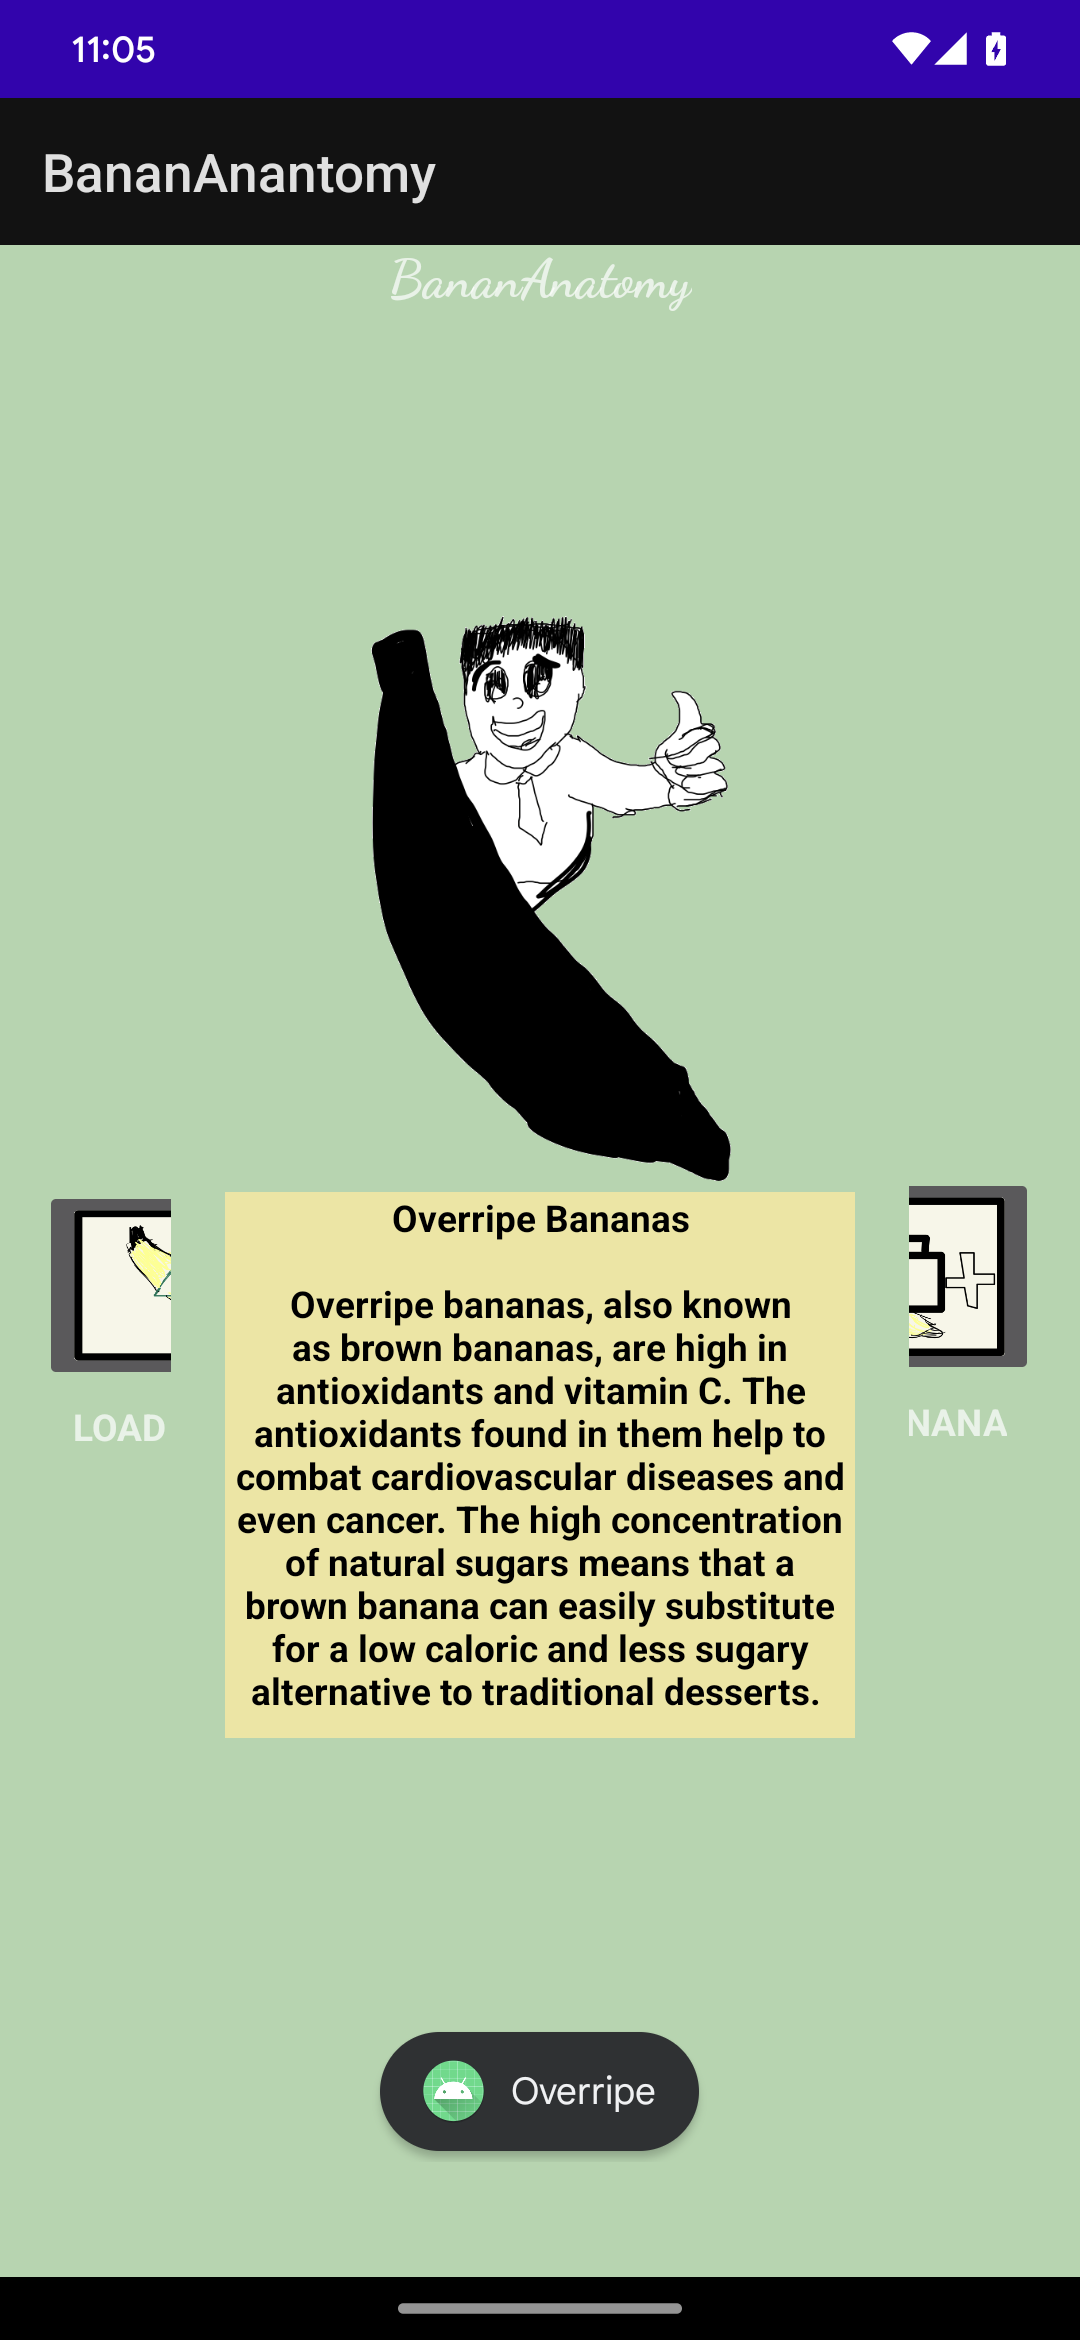 11:05
BananAnantomy
BananAnatomy
Overripe Bananas
Overripe bananas, also known
as brown bananas, are high in
antioxidants and vitamin C. The
antioxidants found in them help to
combat cardiovascular diseases and
even cancer. The high concentration
of natural sugars means that a
brown banana can easily substitute
for a low caloric and less sugary
alternative to traditional desserts.
LOAD
NANA
Overripe